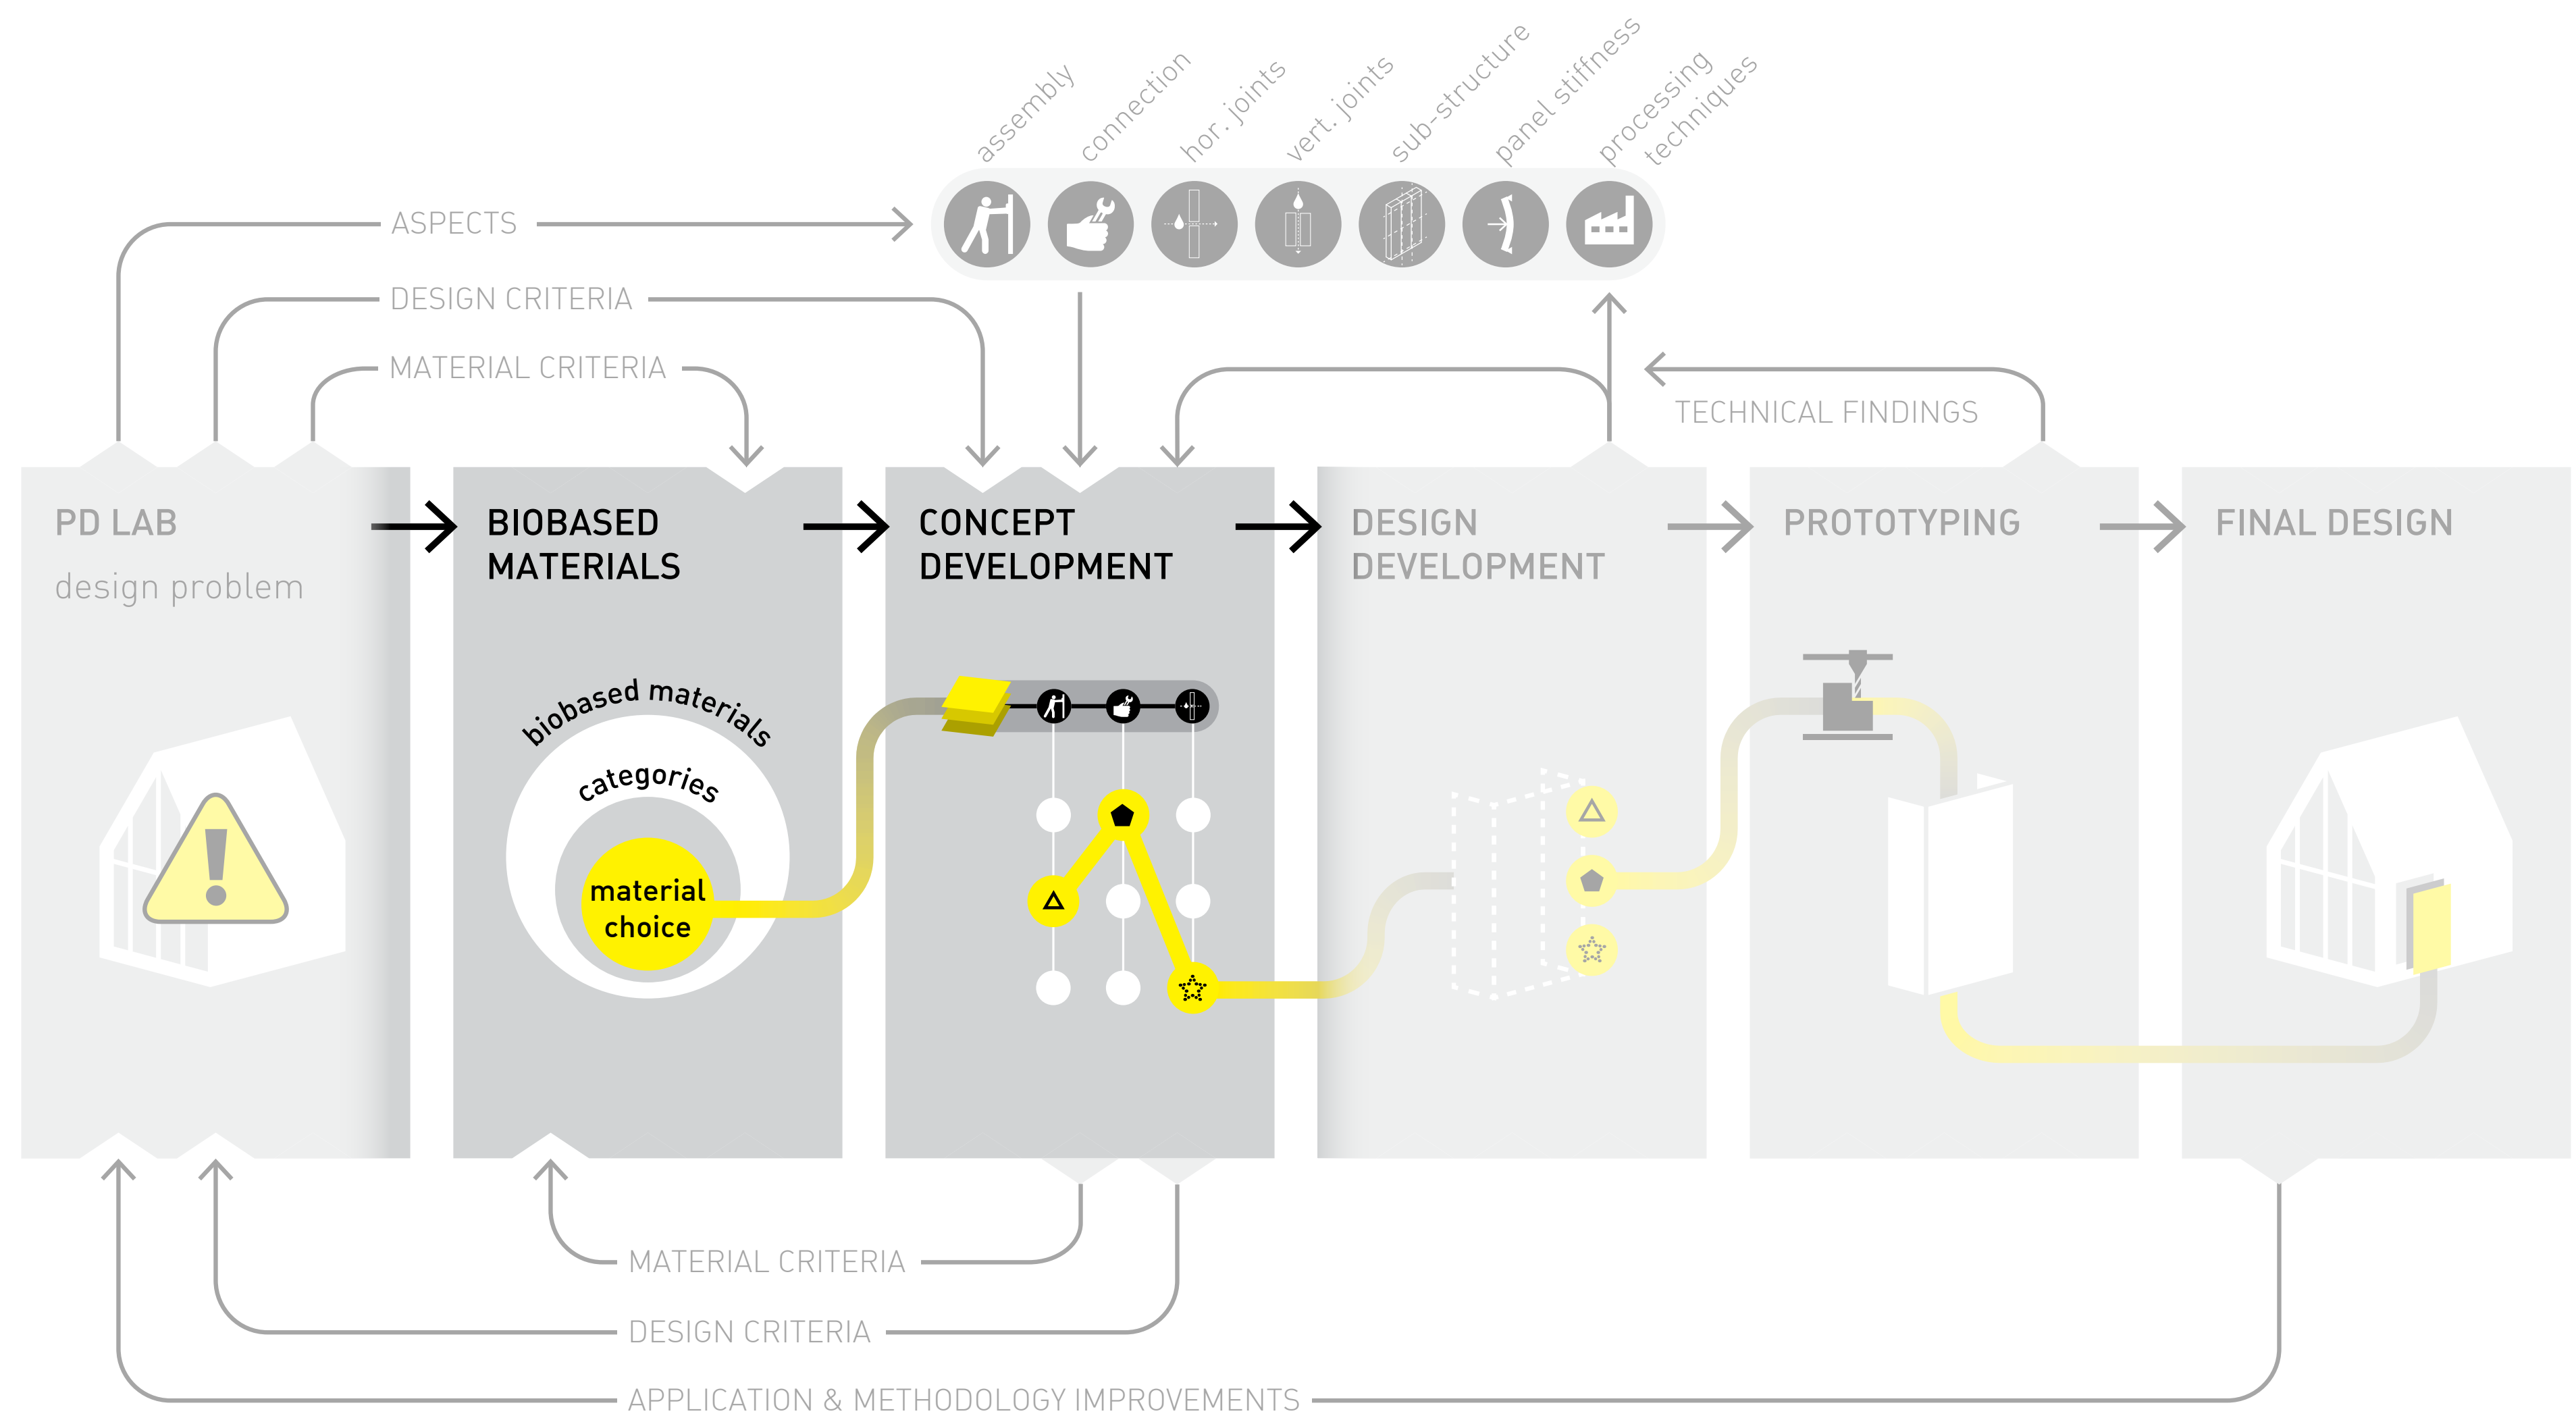 assembly
connection
hor. joints
vert. joints
sub-structure
panel stiffness
processing
techniques
ASPECTS
DESIGN CRITERIA
MATERIAL CRITERIA
TECHNICAL FINDINGS
PD LAB
design problem
BIOBASED
MATERIALS
biobased materials
categories
material
choice
CONCEPT
DEVELOPMENT
DESIGN
DEVELOPMENT
PROTOTYPING
FINAL DESIGN
MATERIAL CRITERIA
DESIGN CRITERIA
APPLICATION & METHODOLOGY IMPROVEMENTS